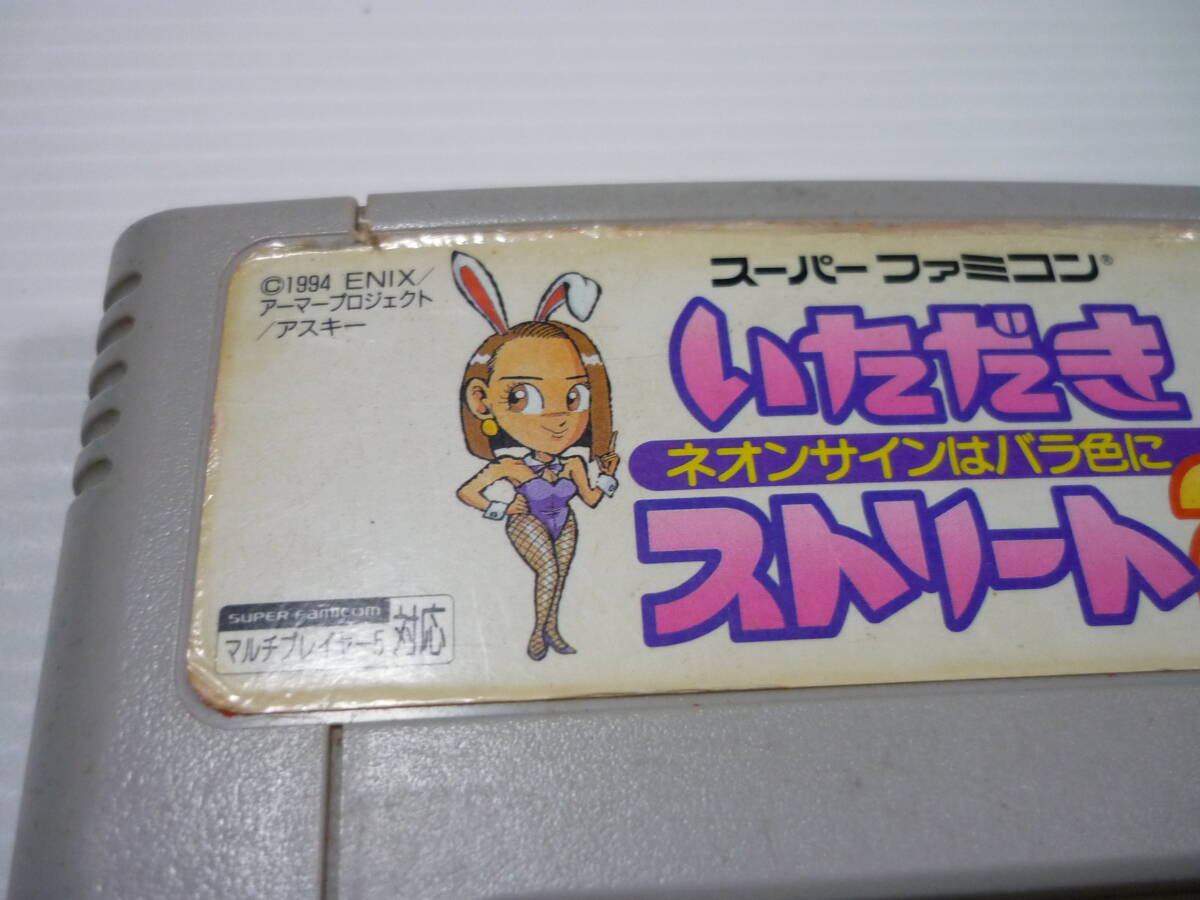 ©1994 ENIX/
アーマープロジェクト
/アスキー
スーパーファミコン®
いただき
ネオンサインはバラ色に
ストリート2
SUPER Famicom
マルチプレイヤー5 対応